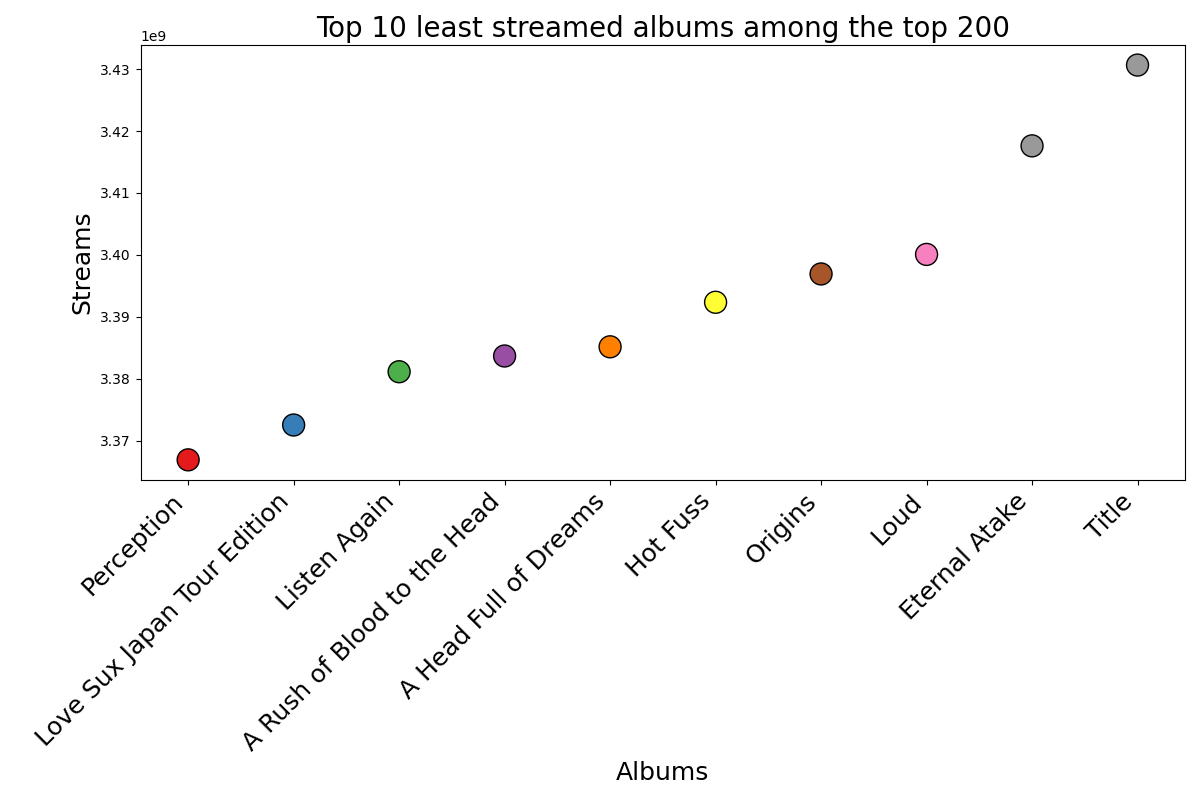 Top 10 least streamed albums among the top 200
1e9
3.43
3.42
3.41
3.40
3.39
3.38
3.37
Streams
Perception
Love Sux Japan Tour Edition
Listen Again
A Rush of Blood to the Head
A Head Full of Dreams
Hot Fuss
Origins
Loud
Eternal Atake
Title
Albums